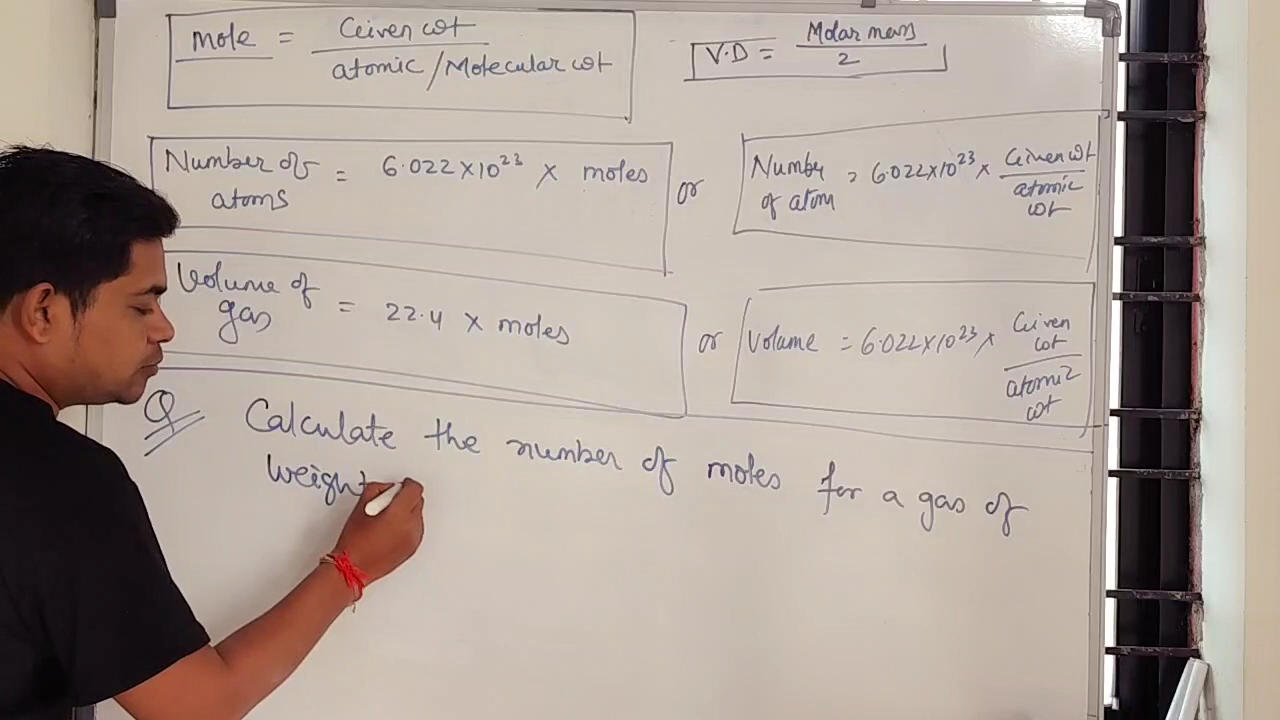 mole = Given wt / atomic/Molecular wt
V.D = Molar mass / 2
Number of atoms = 6.022×10²³ × moles
or
Number of atom = 6.022×10²³ × Given wt / atomic wt
Volume of gas = 22.4 × moles
or
Volume = 6.022×10²³ × Given wt / atomic wt
Q Calculate the number of moles for a gas of
weight